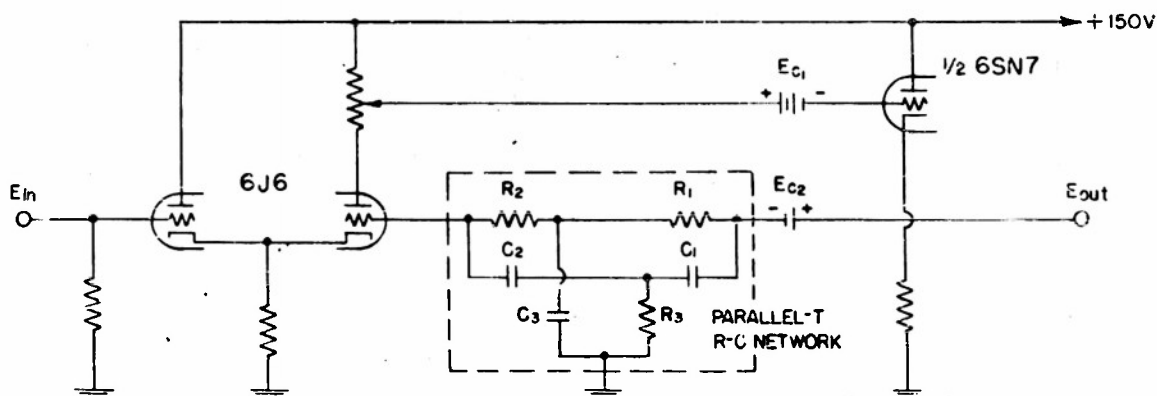 +150V
½ 6SN7
Ec1
+ -
6J6
Ein
R2
R1
Ec2
- +
Eout
C2
C1
C3
R3
PARALLEL-T
R-C NETWORK